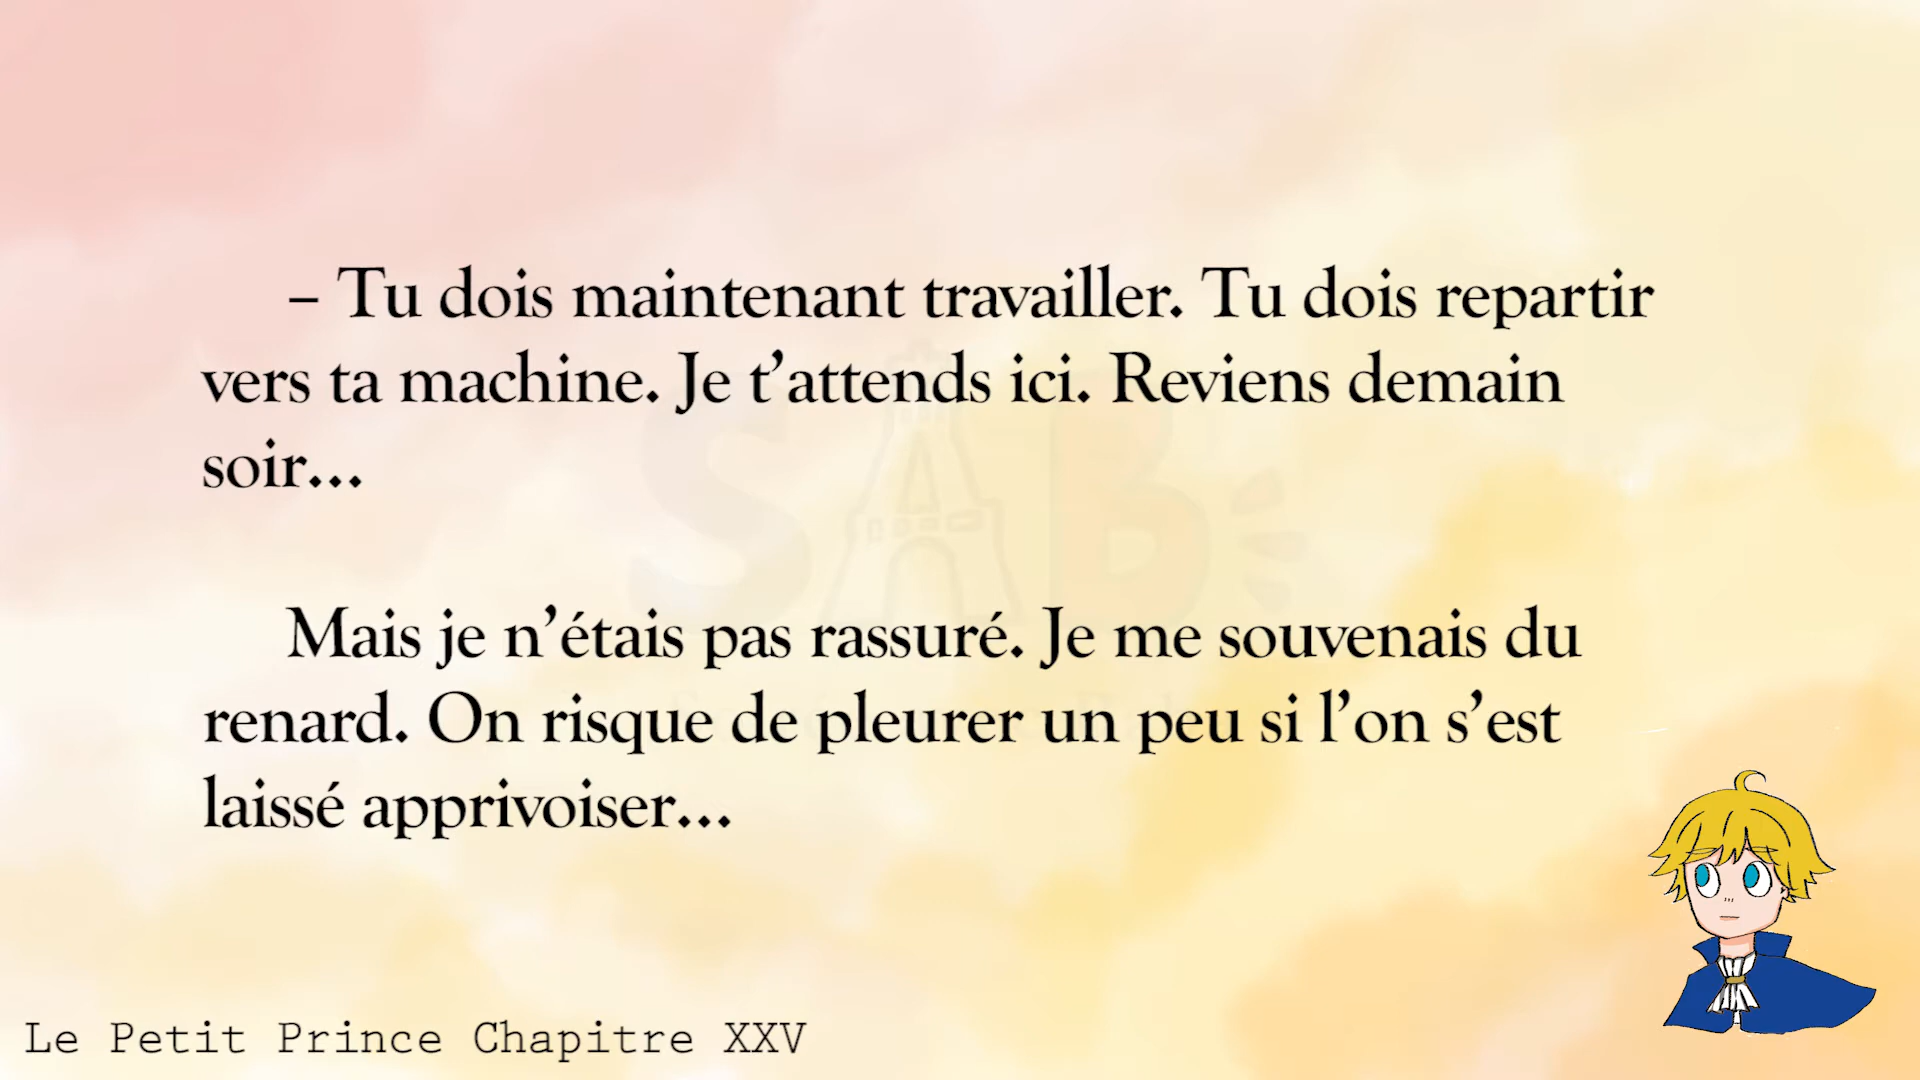 – Tu dois maintenant travailler. Tu dois repartir
vers ta machine. Je t’attends ici. Reviens demain
soir…
Mais je n’étais pas rassuré. Je me souvenais du
renard. On risque de pleurer un peu si l’on s’est
laissé apprivoiser…
Le Petit Prince Chapitre XXV